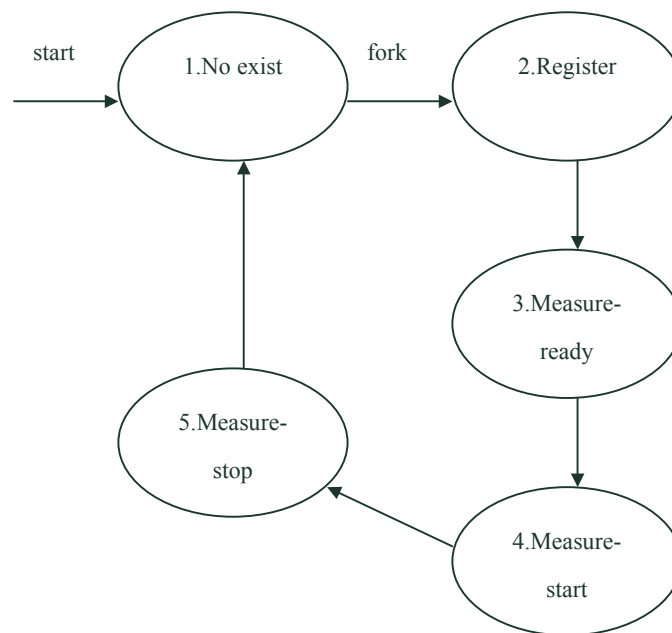 start
1.No exist
fork
2.Register
3.Measure-
ready
4.Measure-
start
5.Measure-
stop